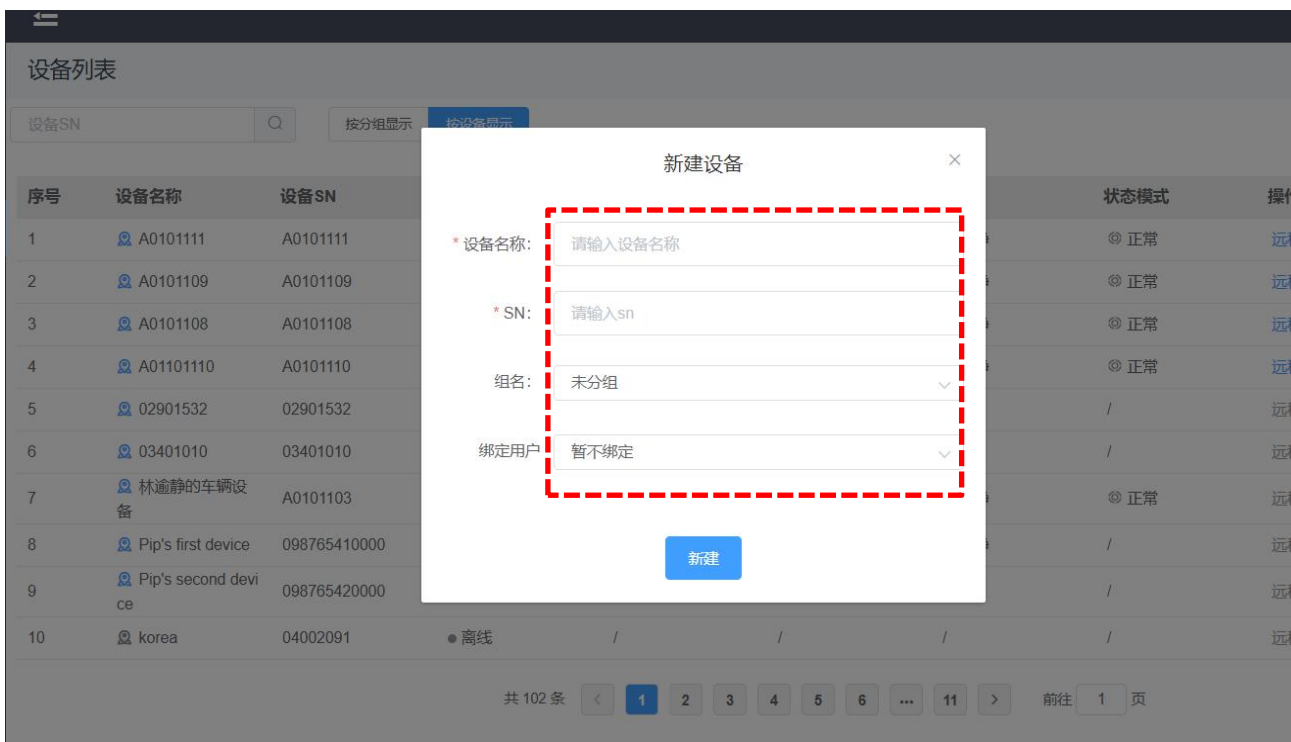 设备列表
设备SN
按分组显示
按设备显示
新建设备
序号 设备名称 设备SN 状态模式
* 设备名称: 请输入设备名称
* SN: 请输入sn
组名: 未分组
绑定用户 暂不绑定
新建
1 A0101111 A0101111 正常
2 A0101109 A0101109 正常
3 A0101108 A0101108 正常
4 A01101110 A0101110 正常
5 02901532 02901532 /
6 03401010 03401010 /
7 林逾静的车辆设
备 A0101103 正常
8 Pip's first device 098765410000 /
9 Pip's second devi
ce 098765420000 /
10 korea 04002091 离线 / / / /
共 102 条 < 1 2 3 4 5 6 ... 11 > 前往 1 页